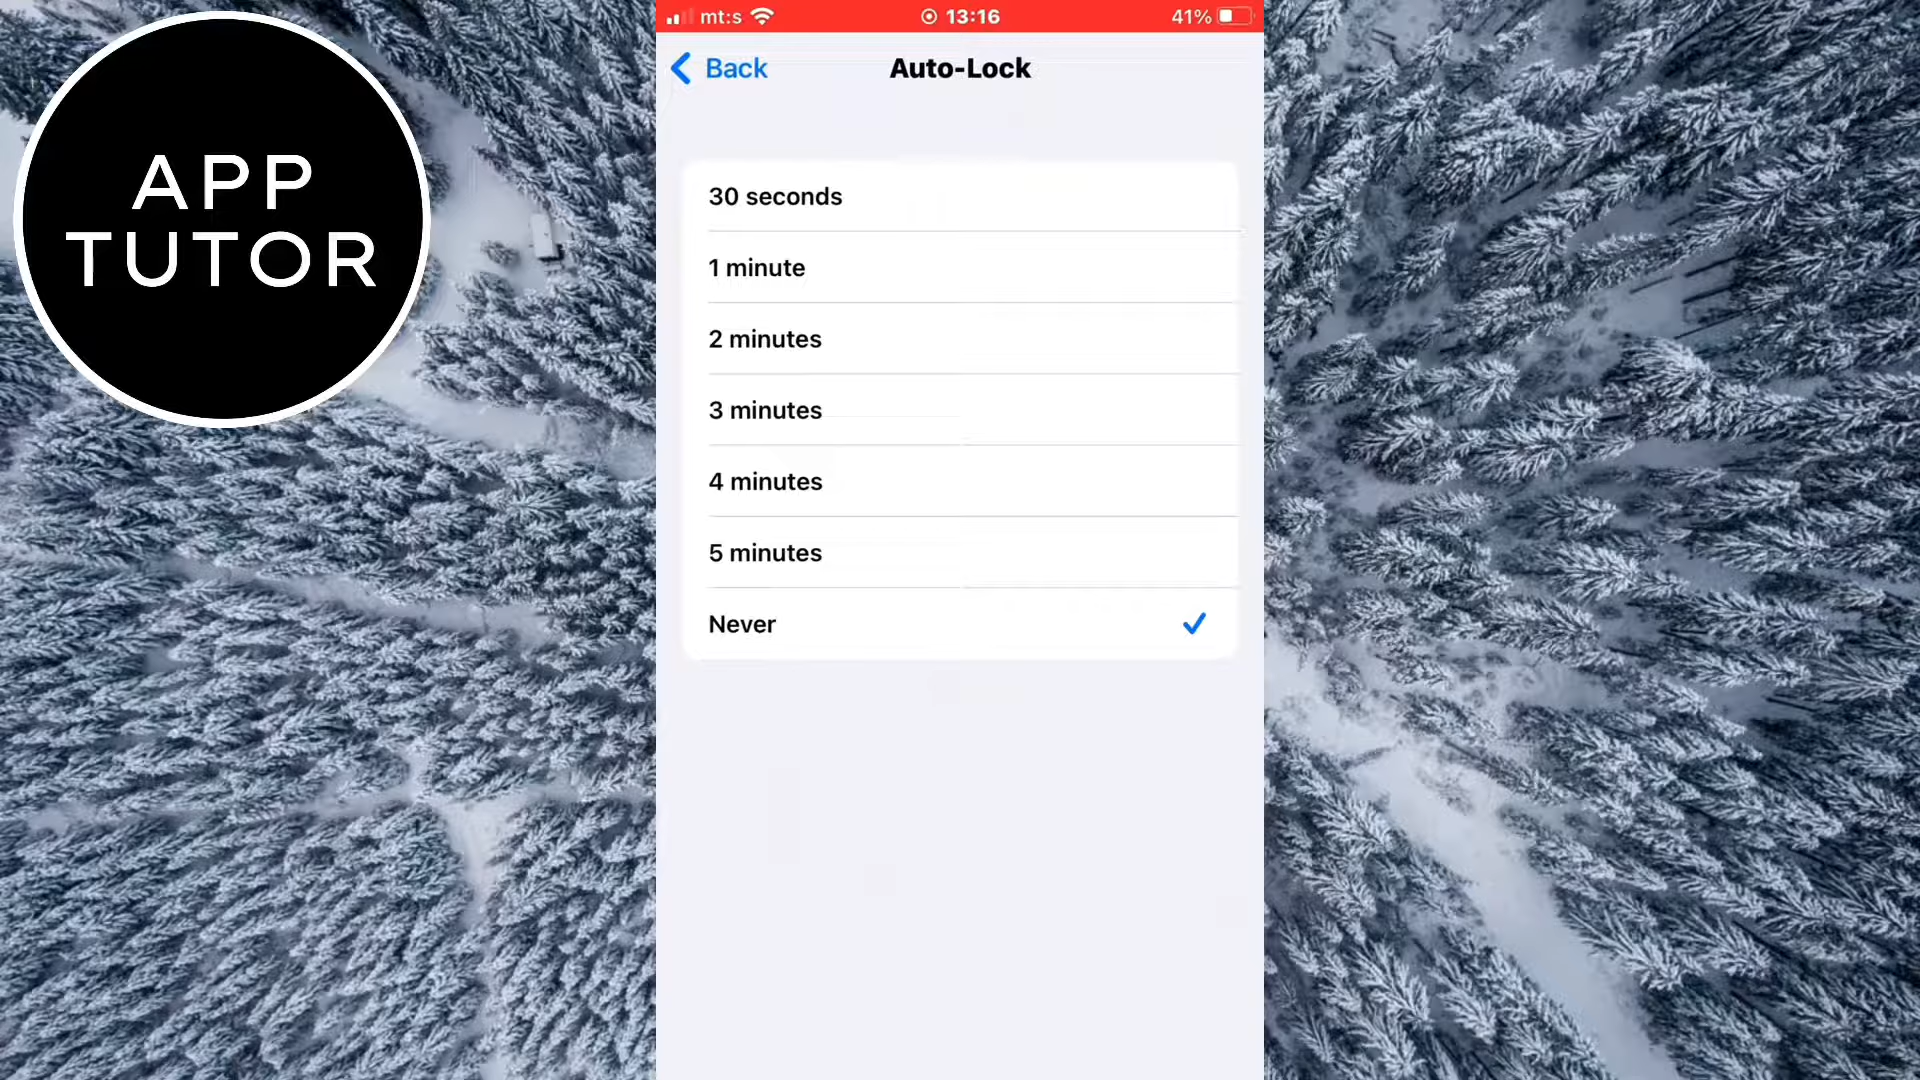 APP
TUTOR
mt:s 13:16 41%
Back Auto-Lock
30 seconds
1 minute
2 minutes
3 minutes
4 minutes
5 minutes
Never